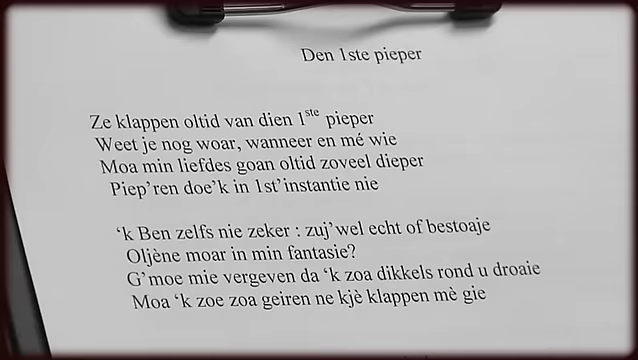 Den 1ste pieper
Ze klappen oltid van dien 1ste pieper
Weet je nog woar, wanneer en mé wie
Moa min liefdes goan oltid zoveel dieper
Piep'ren doe'k in 1st'instantie nie
'k Ben zelfs nie zeker : zuj'wel echt of bestoaje
Oljène moar in min fantasie?
G'moe mie vergeven da 'k zoa dikkels rond u droaie
Moa 'k zoe zoa geiren ne kjè klappen mè gie